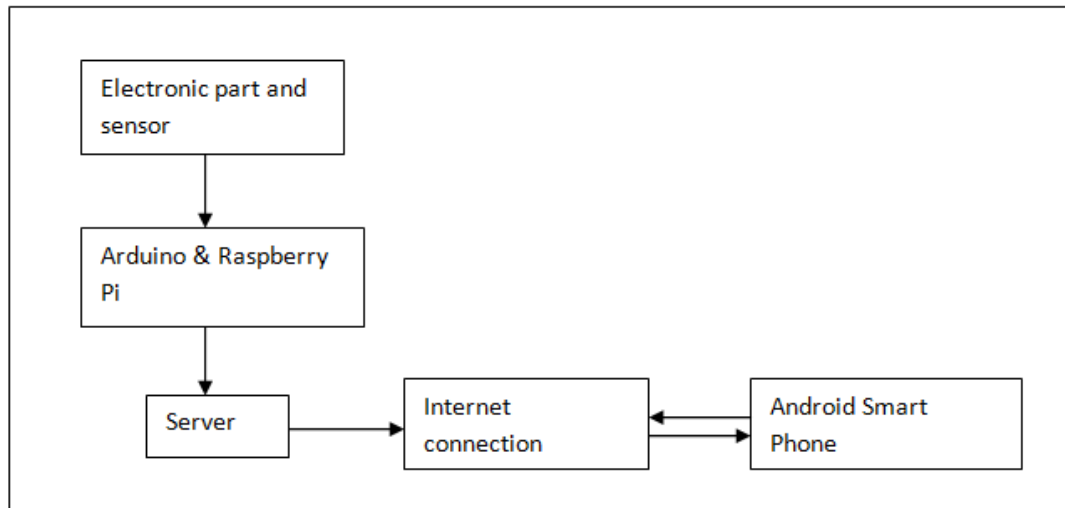 Electronic part and
sensor
Arduino & Raspberry
Pi
Server
Internet
connection
Android Smart
Phone